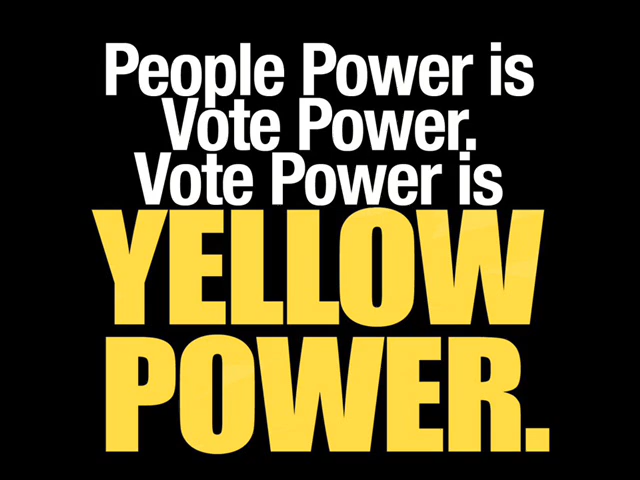 People Power is
Vote Power.
Vote Power is
YELLOW
POWER.